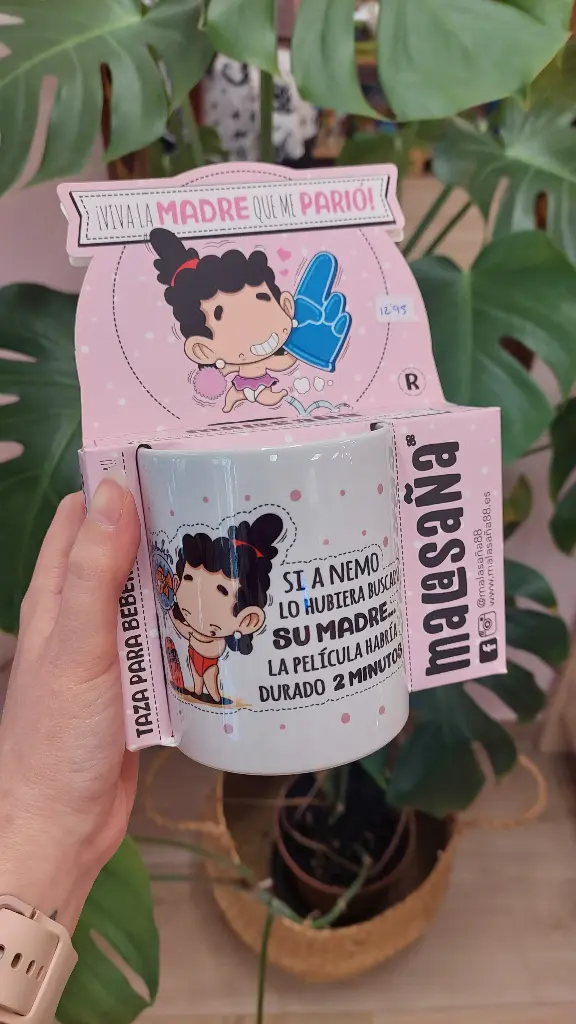 ¡VIVA LA MADRE QUE ME PARIÓ!
12'95
R
SI A NEMO
LO HUBIERA BUSCADO
SU MADRE...
LA PELÍCULA HABRÍA
DURADO 2 MINUTOS
TAZA PARA BEBER
malasaña
88
@malasaña88
www.malasaña88.es